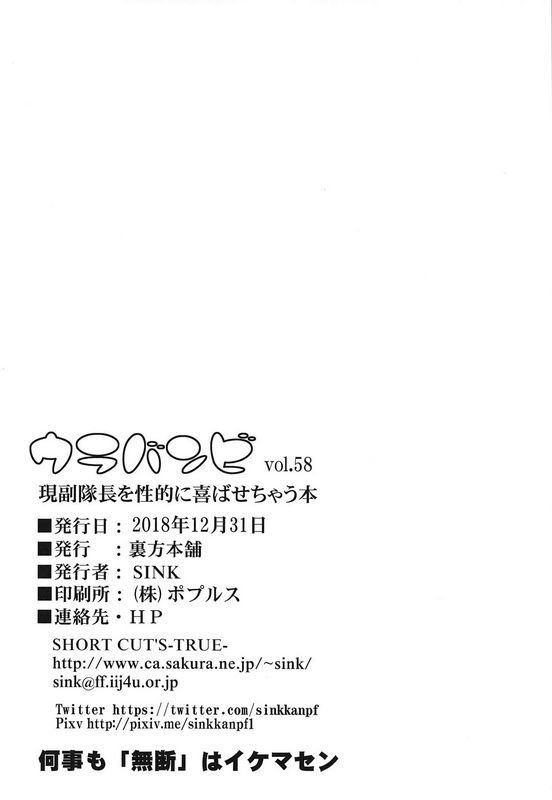 ウラバンビ vol.58
現副隊長を性的に喜ばせちゃう本
■発行日：2018年12月31日
■発行　：裏方本舗
■発行者：SINK
■印刷所：(株)ポプルス
■連絡先・ＨＰ
SHORT CUT'S-TRUE-
http://www.ca.sakura.ne.jp/~sink/
sink@ff.iij4u.or.jp
Twitter https://twitter.com/sinkkanpf
Pixv http://pixiv.me/sinkkanpf1
何事も「無断」はイケマセン